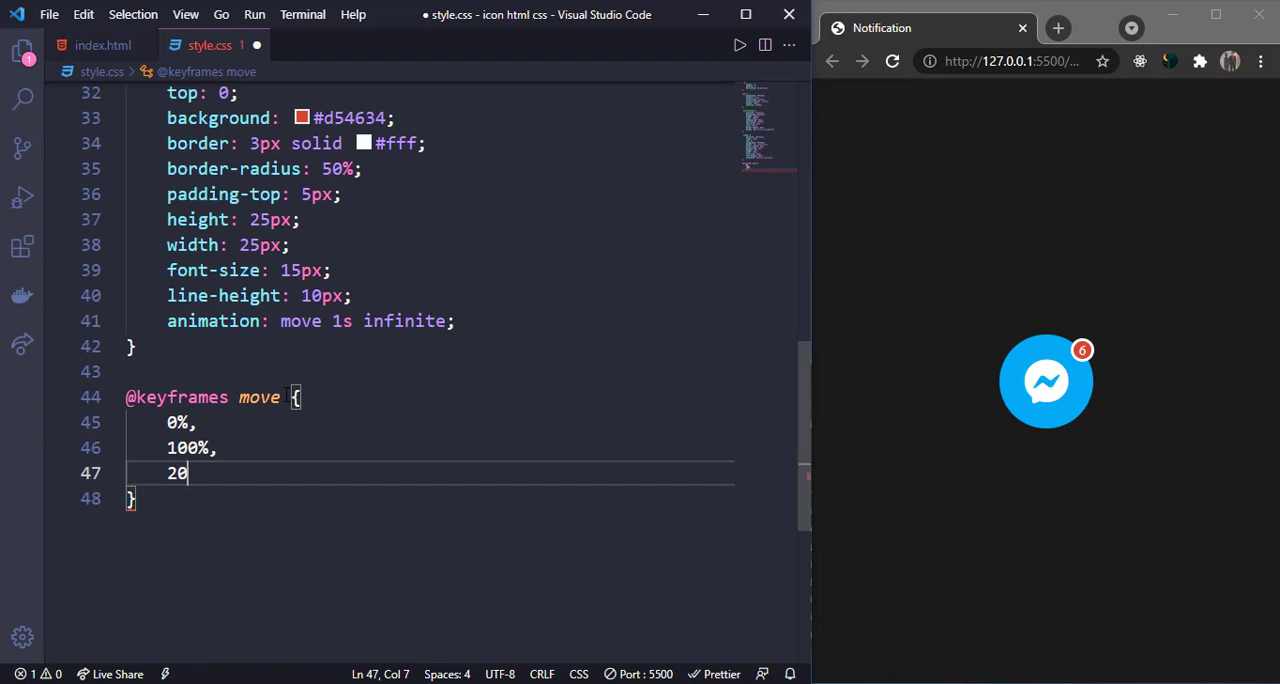 File Edit Selection View Go Run Terminal Help ● style.css - icon html css - Visual Studio Code
index.html style.css 1
style.css > @keyframes move
32 top: 0;
33 background: #d54634;
34 border: 3px solid #fff;
35 border-radius: 50%;
36 padding-top: 5px;
37 height: 25px;
38 width: 25px;
39 font-size: 15px;
40 line-height: 10px;
41 animation: move 1s infinite;
42 }
43
44 @keyframes move {
45 0%,
46 100%,
47 20
48 }
1
1 0 Live Share Ln 47, Col 7 Spaces: 4 UTF-8 CRLF CSS Port : 5500 Prettier
Notification
http://127.0.0.1:5500/...
6